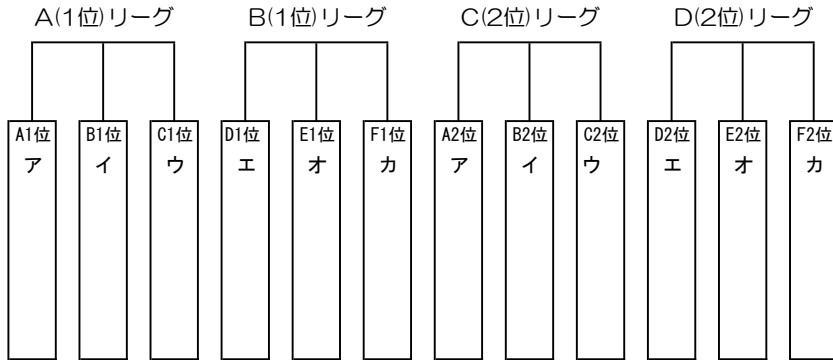 A(1位)リーグ B(1位)リーグ C(2位)リーグ D(2位)リーグ
A1位 B1位 C1位 D1位 E1位 F1位 A2位 B2位 C2位 D2位 E2位 F2位
ア イ ウ エ オ カ ア イ ウ エ オ カ